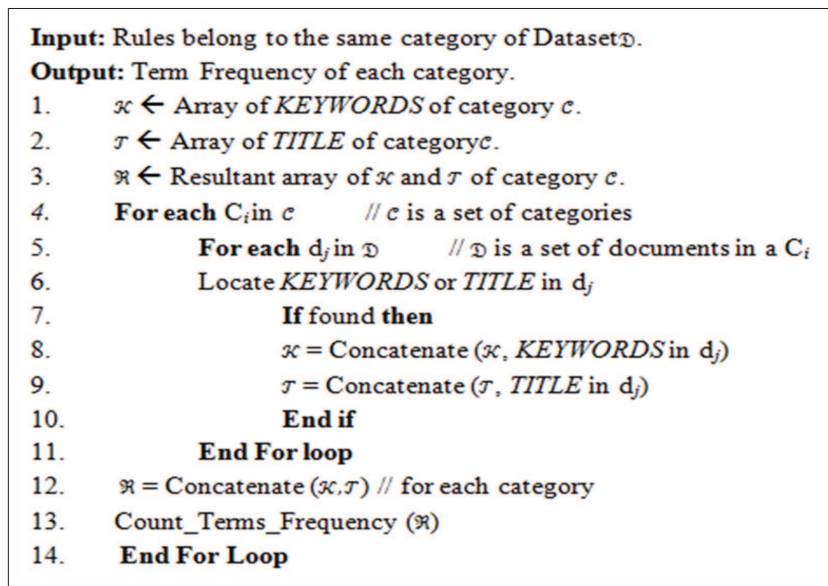 Input: Rules belong to the same category of Dataset𝔇.
Output: Term Frequency of each category.
1. 𝒦 ← Array of KEYWORDS of category 𝒞.
2. 𝒯 ← Array of TITLE of category𝒞.
3. ℜ ← Resultant array of 𝒦 and 𝒯 of category 𝒞.
4. For each Cᵢ in 𝒞 // 𝒞 is a set of categories
5. For each dⱼ in 𝔇 // 𝔇 is a set of documents in a Cᵢ
6. Locate KEYWORDS or TITLE in dⱼ
7. If found then
8. 𝒦 = Concatenate (𝒦, KEYWORDS in dⱼ)
9. 𝒯 = Concatenate (𝒯, TITLE in dⱼ)
10. End if
11. End For loop
12. ℜ = Concatenate (𝒦,𝒯) // for each category
13. Count_Terms_Frequency (ℜ)
14. End For Loop